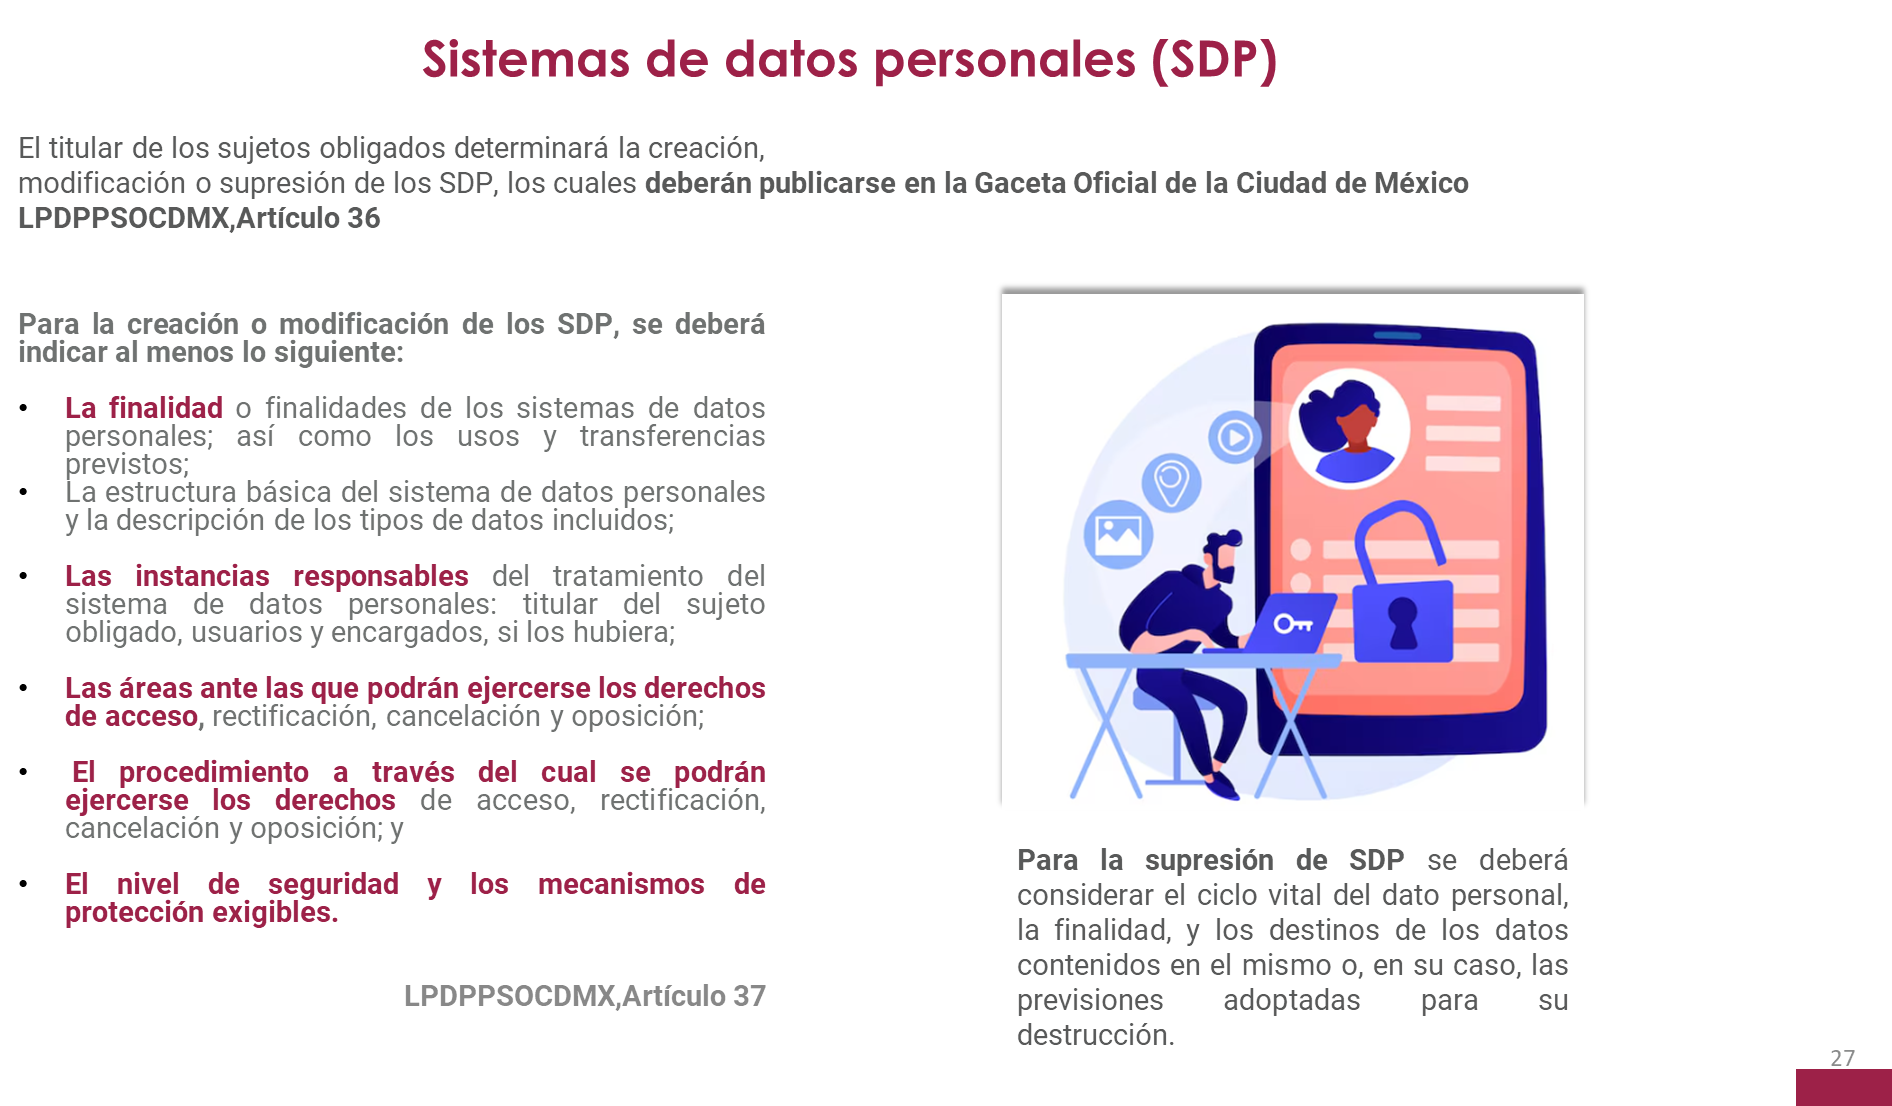 Sistemas de datos personales (SDP)
El titular de los sujetos obligados determinará la creación,
modificación o supresión de los SDP, los cuales deberán publicarse en la Gaceta Oficial de la Ciudad de México
LPDPPSOCDMX,Artículo 36
Para la creación o modificación de los SDP, se deberá
indicar al menos lo siguiente:
• La finalidad o finalidades de los sistemas de datos
personales; así como los usos y transferencias
previstos;
• La estructura básica del sistema de datos personales
y la descripción de los tipos de datos incluidos;
• Las instancias responsables del tratamiento del
sistema de datos personales: titular del sujeto
obligado, usuarios y encargados, si los hubiera;
• Las áreas ante las que podrán ejercerse los derechos
de acceso, rectificación, cancelación y oposición;
• El procedimiento a través del cual se podrán
ejercerse los derechos de acceso, rectificación,
cancelación y oposición; y
• El nivel de seguridad y los mecanismos de
protección exigibles.
LPDPPSOCDMX,Artículo 37
Para la supresión de SDP se deberá
considerar el ciclo vital del dato personal,
la finalidad, y los destinos de los datos
contenidos en el mismo o, en su caso, las
previsiones adoptadas para su
destrucción.
27